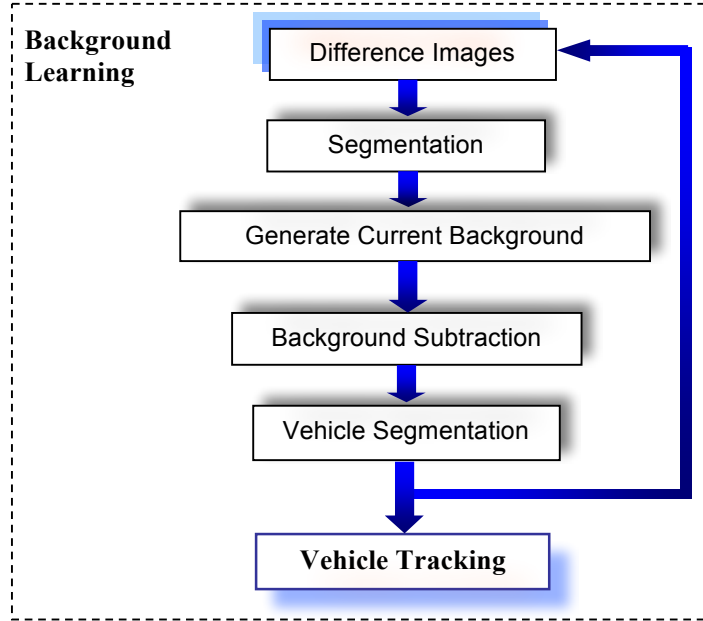 Background
Learning
Difference Images
Segmentation
Generate Current Background
Background Subtraction
Vehicle Segmentation
Vehicle Tracking